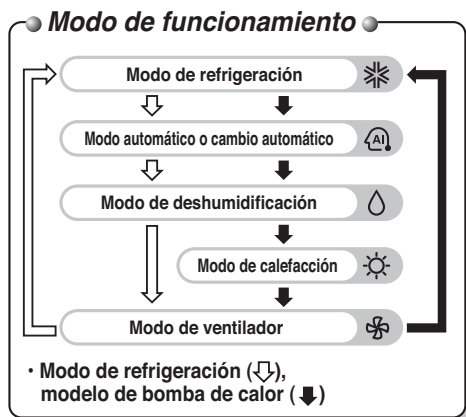 Modo de funcionamiento
Modo de refrigeración
Modo automático o cambio automático
AI
Modo de deshumidificación
Modo de calefacción
Modo de ventilador
• Modo de refrigeración (⇩),
modelo de bomba de calor (⬇)